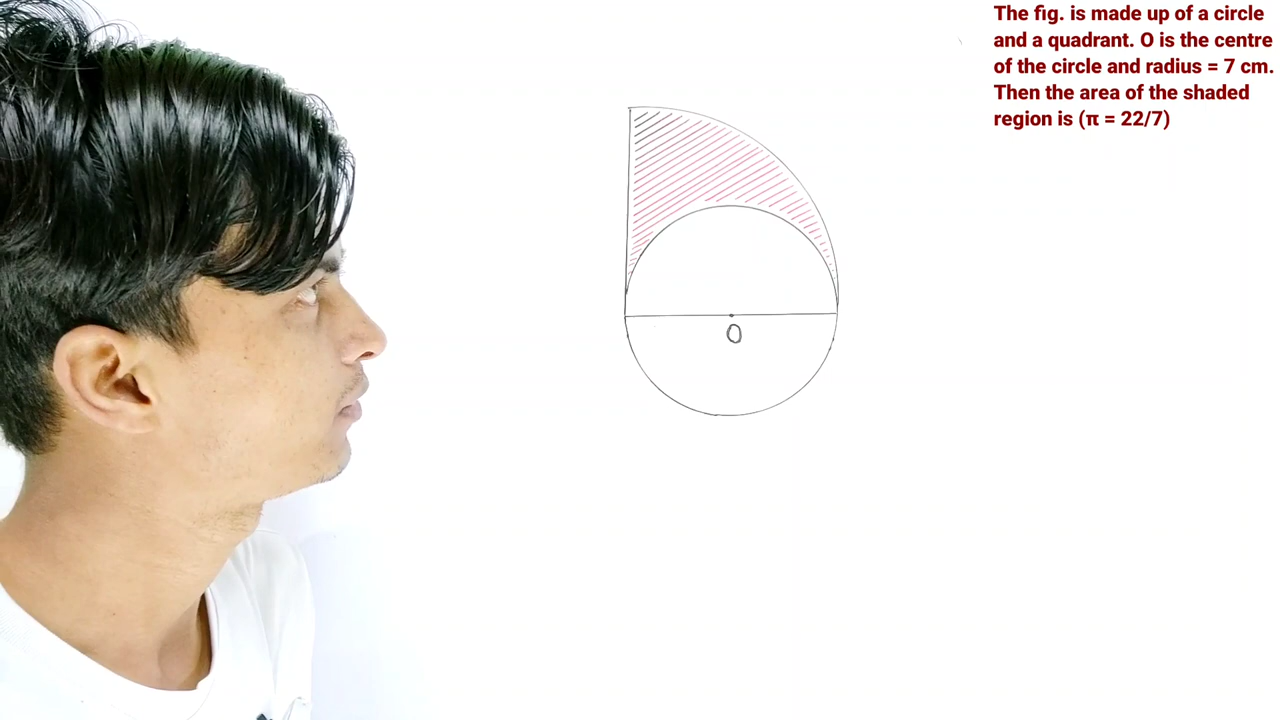 The fig. is made up of a circle
and a quadrant. O is the centre
of the circle and radius = 7 cm.
Then the area of the shaded
region is (π = 22/7)
O